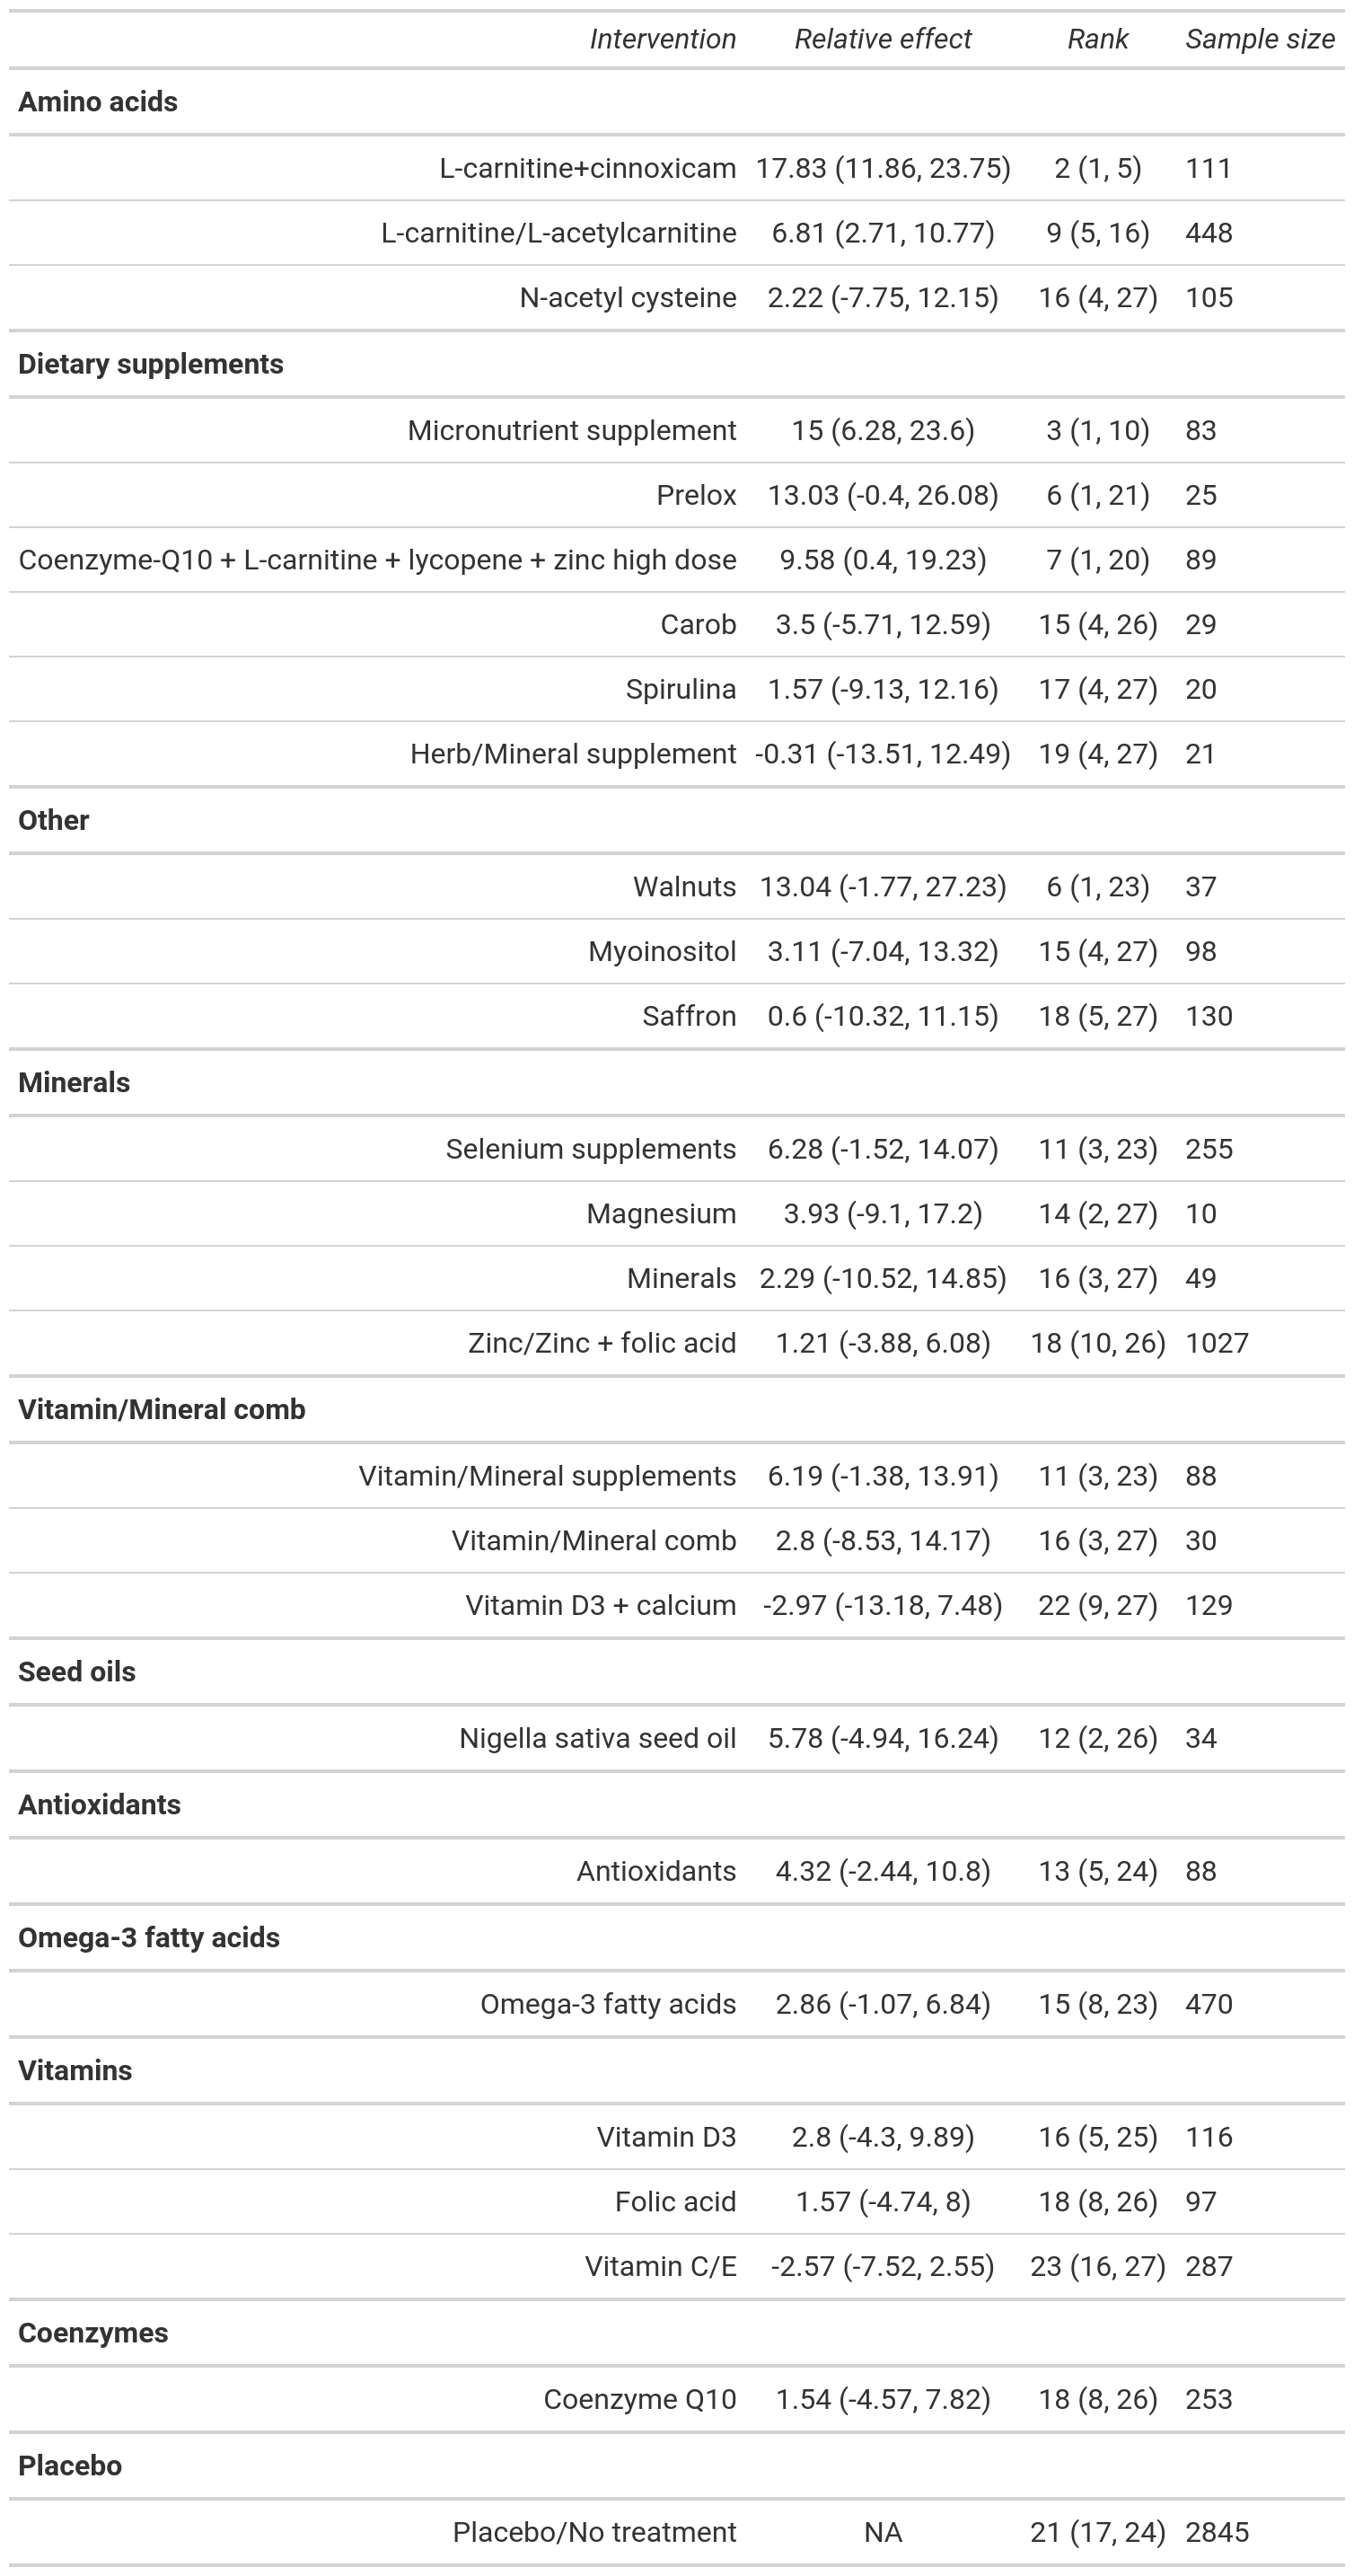 Intervention Relative effect Rank Sample size
Amino acids
L-carnitine+cinnoxicam 17.83 (11.86, 23.75) 2 (1, 5) 111
L-carnitine/L-acetylcarnitine 6.81 (2.71, 10.77) 9 (5, 16) 448
N-acetyl cysteine 2.22 (-7.75, 12.15) 16 (4, 27) 105
Dietary supplements
Micronutrient supplement 15 (6.28, 23.6) 3 (1, 10) 83
Prelox 13.03 (-0.4, 26.08) 6 (1, 21) 25
Coenzyme-Q10 + L-carnitine + lycopene + zinc high dose 9.58 (0.4, 19.23) 7 (1, 20) 89
Carob 3.5 (-5.71, 12.59) 15 (4, 26) 29
Spirulina 1.57 (-9.13, 12.16) 17 (4, 27) 20
Herb/Mineral supplement -0.31 (-13.51, 12.49) 19 (4, 27) 21
Other
Walnuts 13.04 (-1.77, 27.23) 6 (1, 23) 37
Myoinositol 3.11 (-7.04, 13.32) 15 (4, 27) 98
Saffron 0.6 (-10.32, 11.15) 18 (5, 27) 130
Minerals
Selenium supplements 6.28 (-1.52, 14.07) 11 (3, 23) 255
Magnesium 3.93 (-9.1, 17.2) 14 (2, 27) 10
Minerals 2.29 (-10.52, 14.85) 16 (3, 27) 49
Zinc/Zinc + folic acid 1.21 (-3.88, 6.08) 18 (10, 26) 1027
Vitamin/Mineral comb
Vitamin/Mineral supplements 6.19 (-1.38, 13.91) 11 (3, 23) 88
Vitamin/Mineral comb 2.8 (-8.53, 14.17) 16 (3, 27) 30
Vitamin D3 + calcium -2.97 (-13.18, 7.48) 22 (9, 27) 129
Seed oils
Nigella sativa seed oil 5.78 (-4.94, 16.24) 12 (2, 26) 34
Antioxidants
Antioxidants 4.32 (-2.44, 10.8) 13 (5, 24) 88
Omega-3 fatty acids
Omega-3 fatty acids 2.86 (-1.07, 6.84) 15 (8, 23) 470
Vitamins
Vitamin D3 2.8 (-4.3, 9.89) 16 (5, 25) 116
Folic acid 1.57 (-4.74, 8) 18 (8, 26) 97
Vitamin C/E -2.57 (-7.52, 2.55) 23 (16, 27) 287
Coenzymes
Coenzyme Q10 1.54 (-4.57, 7.82) 18 (8, 26) 253
Placebo
Placebo/No treatment NA 21 (17, 24) 2845